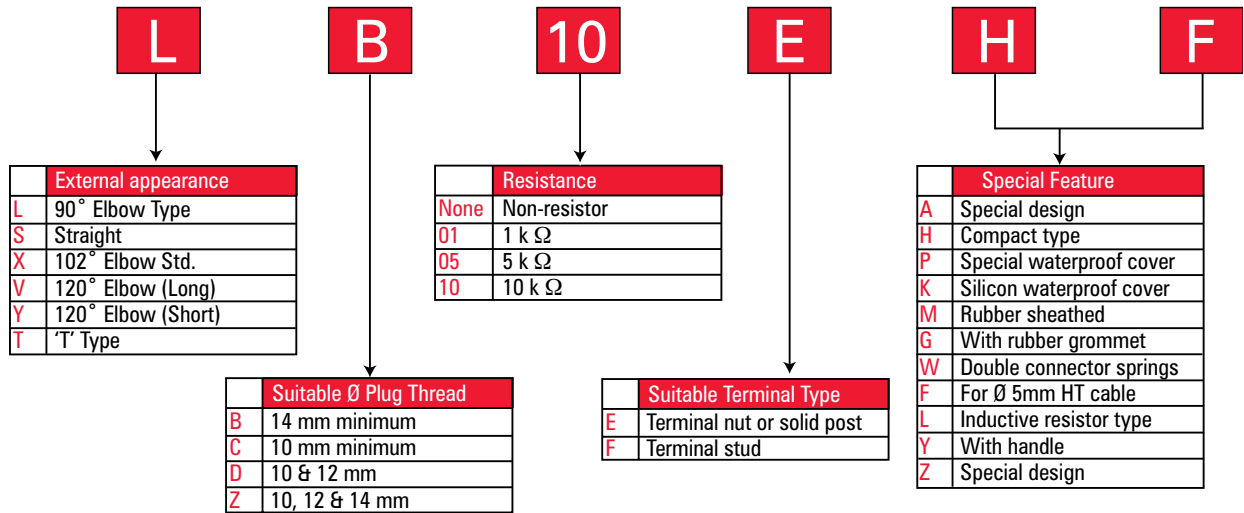 L B 10 E H F
External appearance
L 90° Elbow Type
S Straight
X 102° Elbow Std.
V 120° Elbow (Long)
Y 120° Elbow (Short)
T ‘T’ Type
Resistance
None Non-resistor
01 1 k Ω
05 5 k Ω
10 10 k Ω
Special Feature
A Special design
H Compact type
P Special waterproof cover
K Silicon waterproof cover
M Rubber sheathed
G With rubber grommet
W Double connector springs
F For Ø 5mm HT cable
L Inductive resistor type
Y With handle
Z Special design
Suitable Ø Plug Thread
B 14 mm minimum
C 10 mm minimum
D 10 & 12 mm
Z 10, 12 & 14 mm
Suitable Terminal Type
E Terminal nut or solid post
F Terminal stud